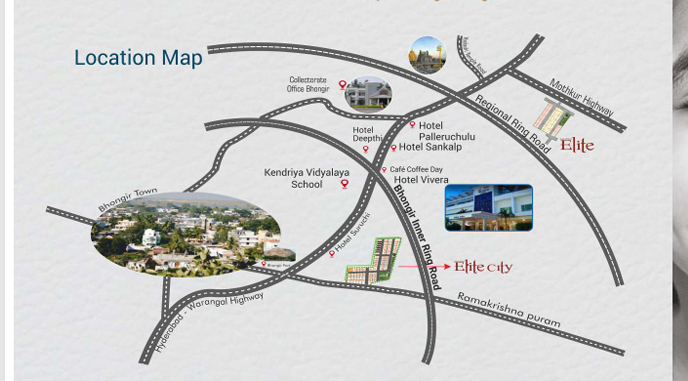 Location Map
Collectorate
Office Bhongir
Mothkur Highway
Regional Ring Road
Elite
Hotel
Palleruchulu
Hotel
Deepthi
Hotel Sankalp
Café Coffee Day
Hotel Vivera
Kendriya Vidyalaya
School
Bhongir Town
Bhongir Inner Ring Road
Hotel Suruchi
Elite city
Hyderabad - Warangal Highway
Ramakrishna puram